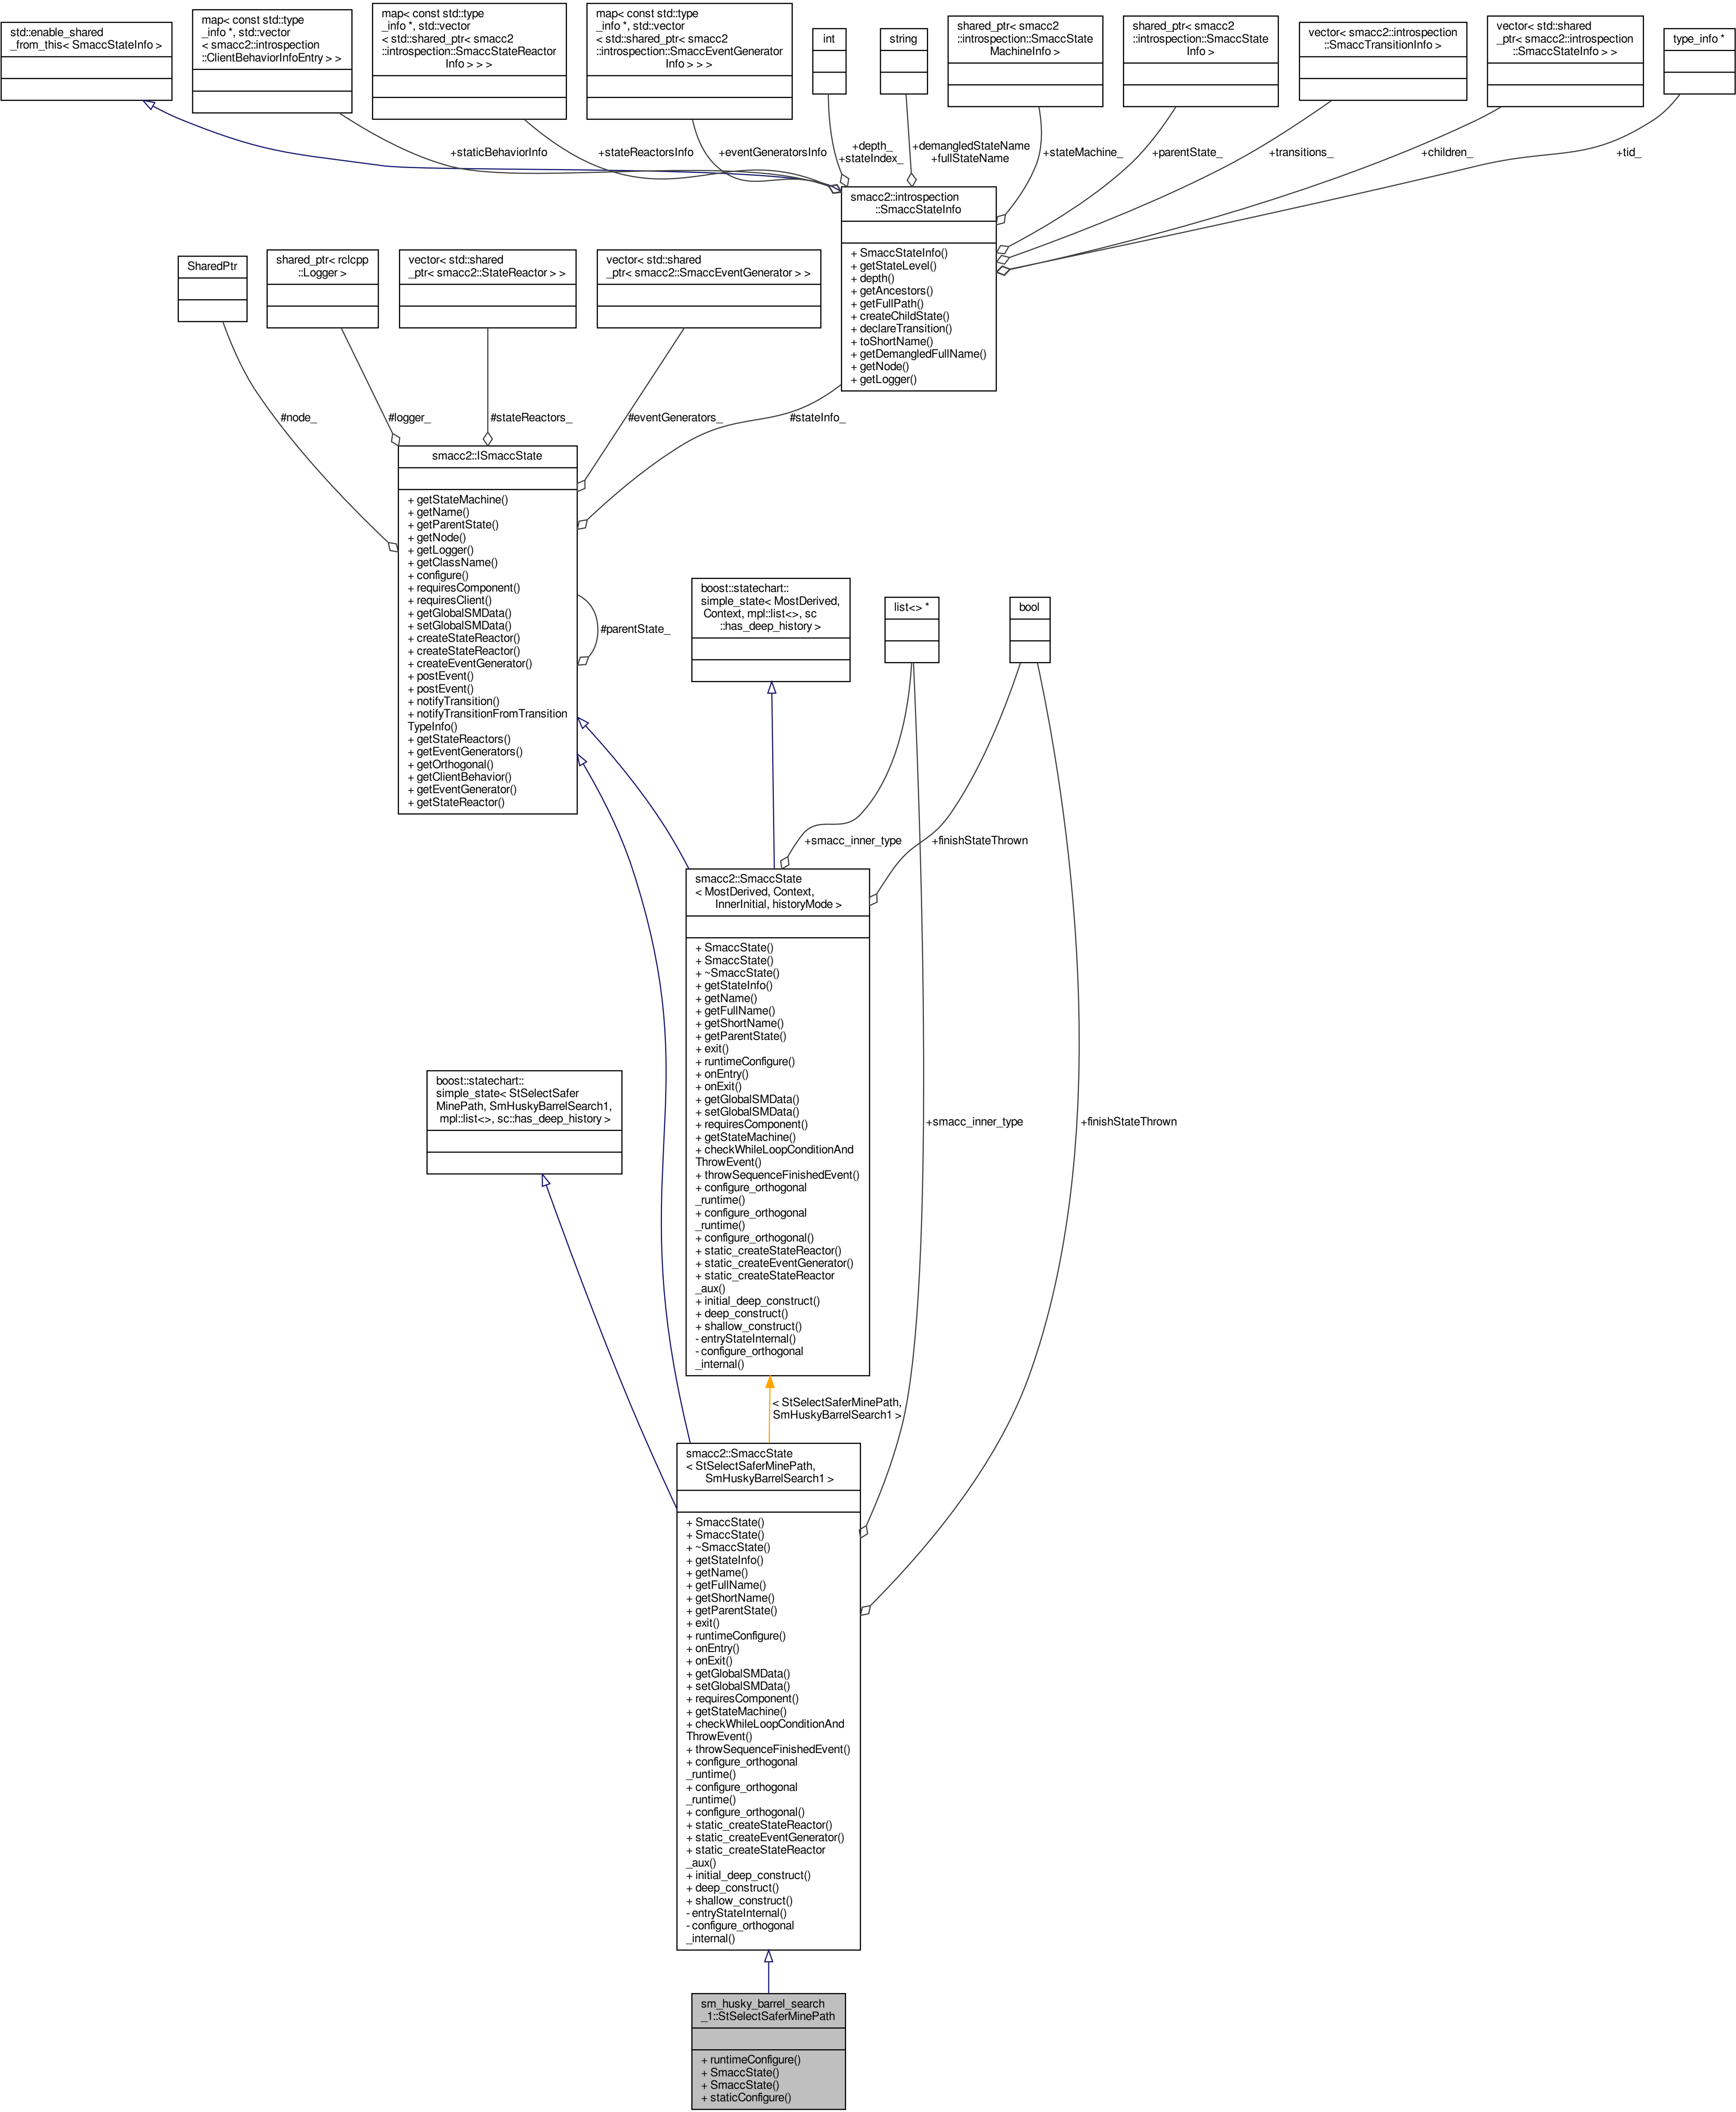 std::enable_shared
_from_this< SmaccStateInfo >
map< const std::type
_info *, std::vector
< smacc2::introspection
::ClientBehaviorInfoEntry > >
map< const std::type
_info *, std::vector
< std::shared_ptr< smacc2
::introspection::SmaccStateReactor
Info > > >
map< const std::type
_info *, std::vector
< std::shared_ptr< smacc2
::introspection::SmaccEventGenerator
Info > > >
int
string
shared_ptr< smacc2
::introspection::SmaccState
MachineInfo >
shared_ptr< smacc2
::introspection::SmaccState
Info >
vector< smacc2::introspection
::SmaccTransitionInfo >
vector< std::shared
_ptr< smacc2::introspection
::SmaccStateInfo > >
type_info *
+staticBehaviorInfo
+stateReactorsInfo
+eventGeneratorsInfo
+depth_
+stateIndex_
+demangledStateName
+fullStateName
+stateMachine_
+parentState_
+transitions_
+children_
+tid_
smacc2::introspection
::SmaccStateInfo
+ SmaccStateInfo()
+ getStateLevel()
+ depth()
+ getAncestors()
+ getFullPath()
+ createChildState()
+ declareTransition()
+ toShortName()
+ getDemangledFullName()
+ getNode()
+ getLogger()
SharedPtr
shared_ptr< rclcpp
::Logger >
vector< std::shared
_ptr< smacc2::StateReactor > >
vector< std::shared
_ptr< smacc2::SmaccEventGenerator > >
#node_
#logger_
#stateReactors_
#eventGenerators_
#stateInfo_
smacc2::ISmaccState
+ getStateMachine()
+ getName()
+ getParentState()
+ getNode()
+ getLogger()
+ getClassName()
+ configure()
+ requiresComponent()
+ requiresClient()
+ getGlobalSMData()
+ setGlobalSMData()
+ createStateReactor()
+ createStateReactor()
+ createEventGenerator()
+ postEvent()
+ postEvent()
+ notifyTransition()
+ notifyTransitionFromTransition
TypeInfo()
+ getStateReactors()
+ getEventGenerators()
+ getOrthogonal()
+ getClientBehavior()
+ getEventGenerator()
+ getStateReactor()
#parentState_
boost::statechart::
simple_state< MostDerived,
Context, mpl::list<>, sc
::has_deep_history >
list<> *
bool
+smacc_inner_type
+finishStateThrown
smacc2::SmaccState
< MostDerived, Context,
InnerInitial, historyMode >
+ SmaccState()
+ SmaccState()
+ ~SmaccState()
+ getStateInfo()
+ getName()
+ getFullName()
+ getShortName()
+ getParentState()
+ exit()
+ runtimeConfigure()
+ onEntry()
+ onExit()
+ getGlobalSMData()
+ setGlobalSMData()
+ requiresComponent()
+ getStateMachine()
+ checkWhileLoopConditionAnd
ThrowEvent()
+ throwSequenceFinishedEvent()
+ configure_orthogonal
_runtime()
+ configure_orthogonal
_runtime()
+ configure_orthogonal()
+ static_createStateReactor()
+ static_createEventGenerator()
+ static_createStateReactor
_aux()
+ initial_deep_construct()
+ deep_construct()
+ shallow_construct()
- entryStateInternal()
- configure_orthogonal
_internal()
boost::statechart::
simple_state< StSelectSafer
MinePath, SmHuskyBarrelSearch1,
mpl::list<>, sc::has_deep_history >
+smacc_inner_type
+finishStateThrown
< StSelectSaferMinePath,
SmHuskyBarrelSearch1 >
smacc2::SmaccState
< StSelectSaferMinePath,
SmHuskyBarrelSearch1 >
+ SmaccState()
+ SmaccState()
+ ~SmaccState()
+ getStateInfo()
+ getName()
+ getFullName()
+ getShortName()
+ getParentState()
+ exit()
+ runtimeConfigure()
+ onEntry()
+ onExit()
+ getGlobalSMData()
+ setGlobalSMData()
+ requiresComponent()
+ getStateMachine()
+ checkWhileLoopConditionAnd
ThrowEvent()
+ throwSequenceFinishedEvent()
+ configure_orthogonal
_runtime()
+ configure_orthogonal
_runtime()
+ configure_orthogonal()
+ static_createStateReactor()
+ static_createEventGenerator()
+ static_createStateReactor
_aux()
+ initial_deep_construct()
+ deep_construct()
+ shallow_construct()
- entryStateInternal()
- configure_orthogonal
_internal()
sm_husky_barrel_search
_1::StSelectSaferMinePath
+ runtimeConfigure()
+ SmaccState()
+ SmaccState()
+ staticConfigure()